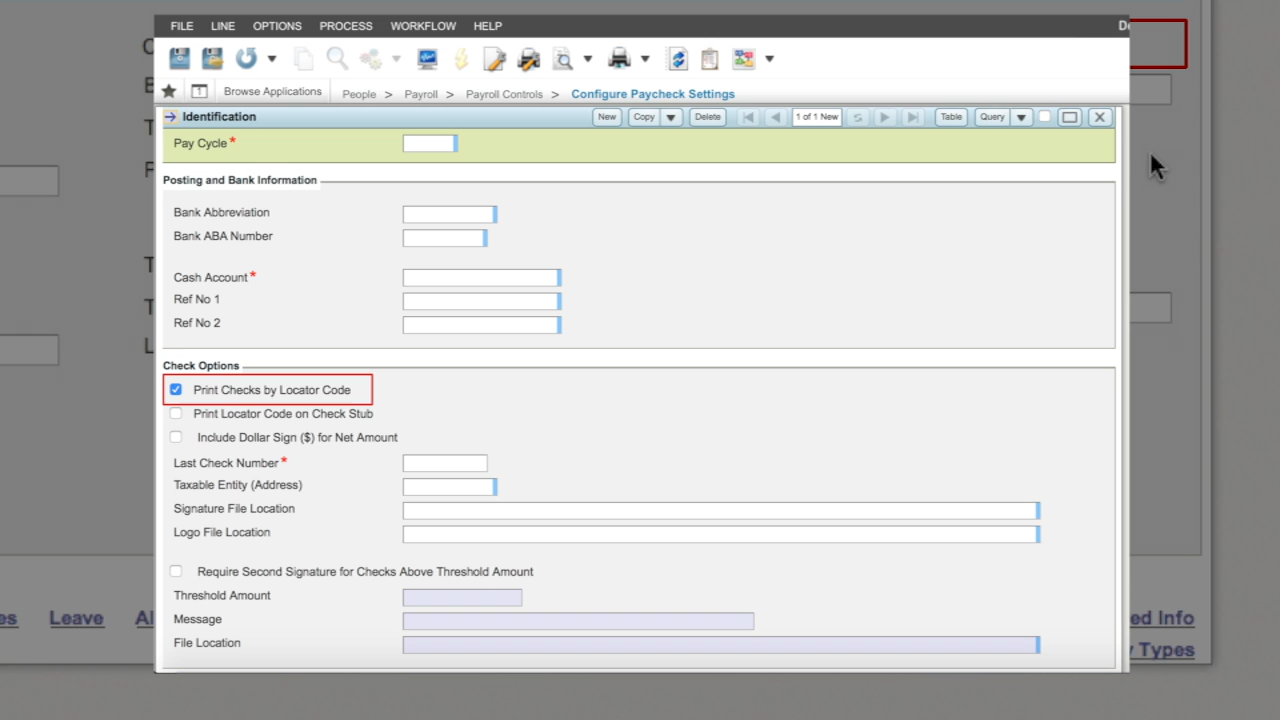 FILE LINE OPTIONS PROCESS WORKFLOW HELP
Browse Applications People > Payroll > Payroll Controls > Configure Paycheck Settings
Identification New Copy Delete 1 of 1 New Table Query
Pay Cycle *
Posting and Bank Information
Bank Abbreviation
Bank ABA Number
Cash Account *
Ref No 1
Ref No 2
Check Options
Print Checks by Locator Code
Print Locator Code on Check Stub
Include Dollar Sign ($) for Net Amount
Last Check Number *
Taxable Entity (Address)
Signature File Location
Logo File Location
Require Second Signature for Checks Above Threshold Amount
Threshold Amount
Leave
Message
Info
File Location
Types